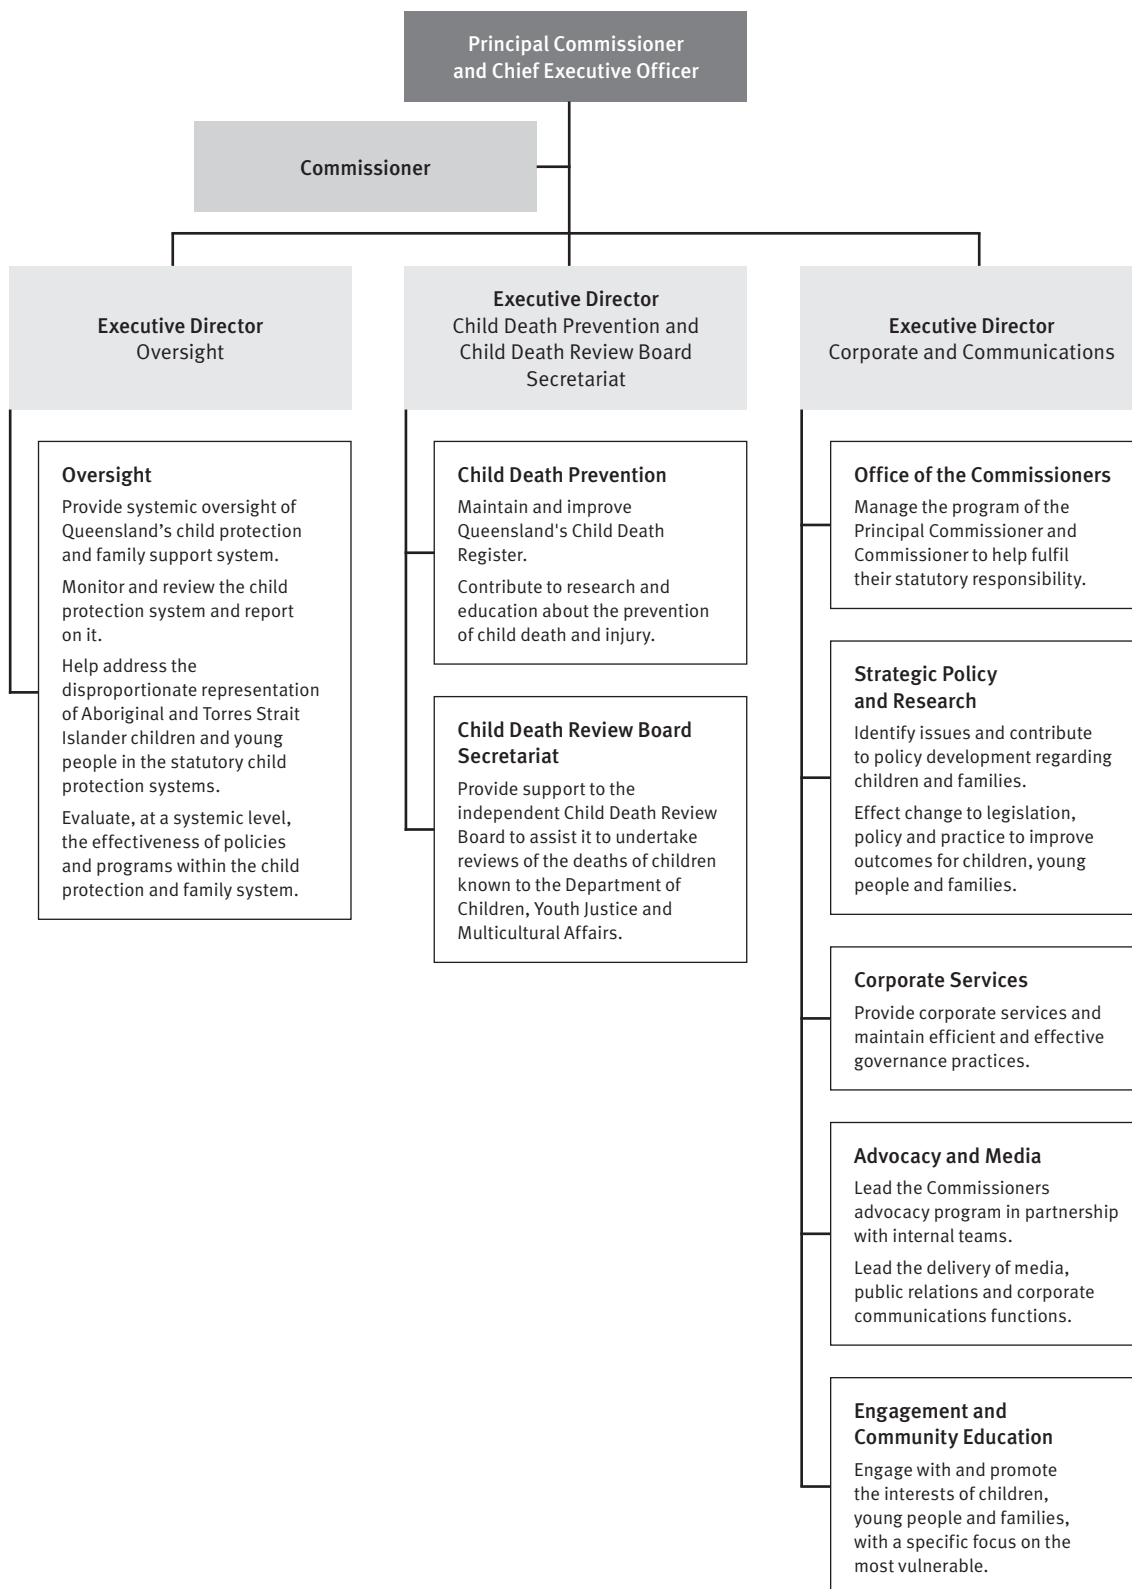 Principal Commissioner
and Chief Executive Officer
Commissioner
Executive Director
Oversight
Oversight
Provide systemic oversight of
Queensland’s child protection
and family support system.
Monitor and review the child
protection system and report
on it.
Help address the
disproportionate representation
of Aboriginal and Torres Strait
Islander children and young
people in the statutory child
protection systems.
Evaluate, at a systemic level,
the effectiveness of policies
and programs within the child
protection and family system.
Executive Director
Child Death Prevention and
Child Death Review Board
Secretariat
Child Death Prevention
Maintain and improve
Queensland's Child Death
Register.
Contribute to research and
education about the prevention
of child death and injury.
Child Death Review Board
Secretariat
Provide support to the
independent Child Death Review
Board to assist it to undertake
reviews of the deaths of children
known to the Department of
Children, Youth Justice and
Multicultural Affairs.
Executive Director
Corporate and Communications
Office of the Commissioners
Manage the program of the
Principal Commissioner and
Commissioner to help fulfil
their statutory responsibility.
Strategic Policy
and Research
Identify issues and contribute
to policy development regarding
children and families.
Effect change to legislation,
policy and practice to improve
outcomes for children, young
people and families.
Corporate Services
Provide corporate services and
maintain efficient and effective
governance practices.
Advocacy and Media
Lead the Commissioners
advocacy program in partnership
with internal teams.
Lead the delivery of media,
public relations and corporate
communications functions.
Engagement and
Community Education
Engage with and promote
the interests of children,
young people and families,
with a specific focus on the
most vulnerable.